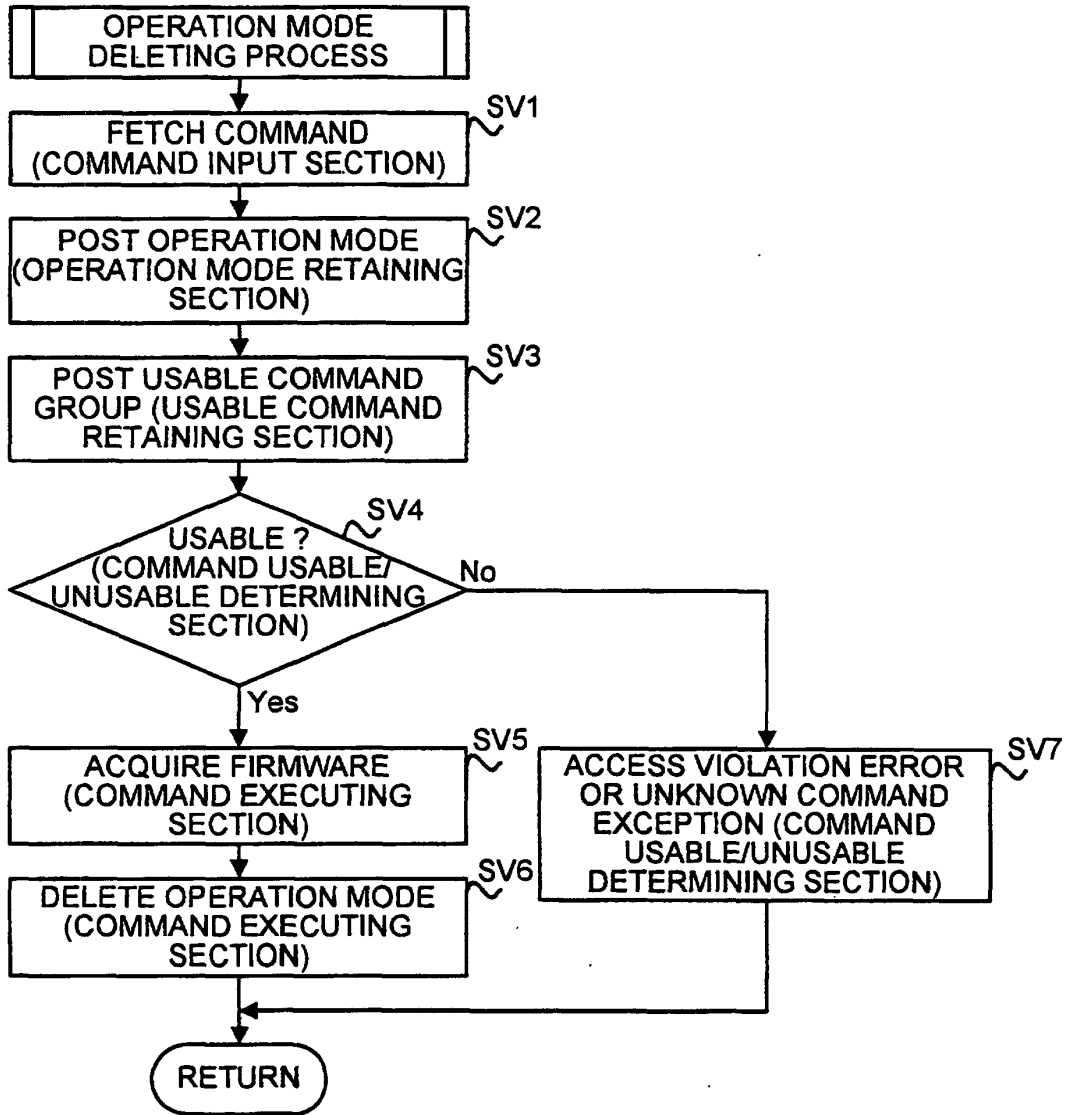 OPERATION MODE
DELETING PROCESS
SV1
FETCH COMMAND
(COMMAND INPUT SECTION)
SV2
POST OPERATION MODE
(OPERATION MODE RETAINING
SECTION)
SV3
POST USABLE COMMAND
GROUP (USABLE COMMAND
RETAINING SECTION)
SV4
USABLE ?
(COMMAND USABLE/
UNUSABLE DETERMINING
SECTION)
No
Yes
SV5
ACQUIRE FIRMWARE
(COMMAND EXECUTING
SECTION)
SV7
ACCESS VIOLATION ERROR
OR UNKNOWN COMMAND
EXCEPTION (COMMAND
USABLE/UNUSABLE
DETERMINING SECTION)
SV6
DELETE OPERATION MODE
(COMMAND EXECUTING
SECTION)
RETURN